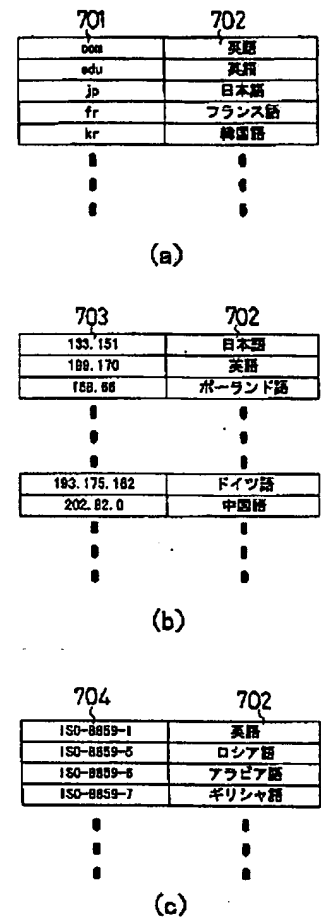 701 702
com 英語
edu 英語
jp 日本語
fr フランス語
kr 韓国語
(a)
703 702
133.151 日本語
189.170 英語
158.66 ポーランド語
193.175.162 ドイツ語
202.82.0 中国語
(b)
704 702
ISO-8859-1 英語
ISO-8859-5 ロシア語
ISO-8859-6 アラビア語
ISO-8859-7 ギリシャ語
(c)